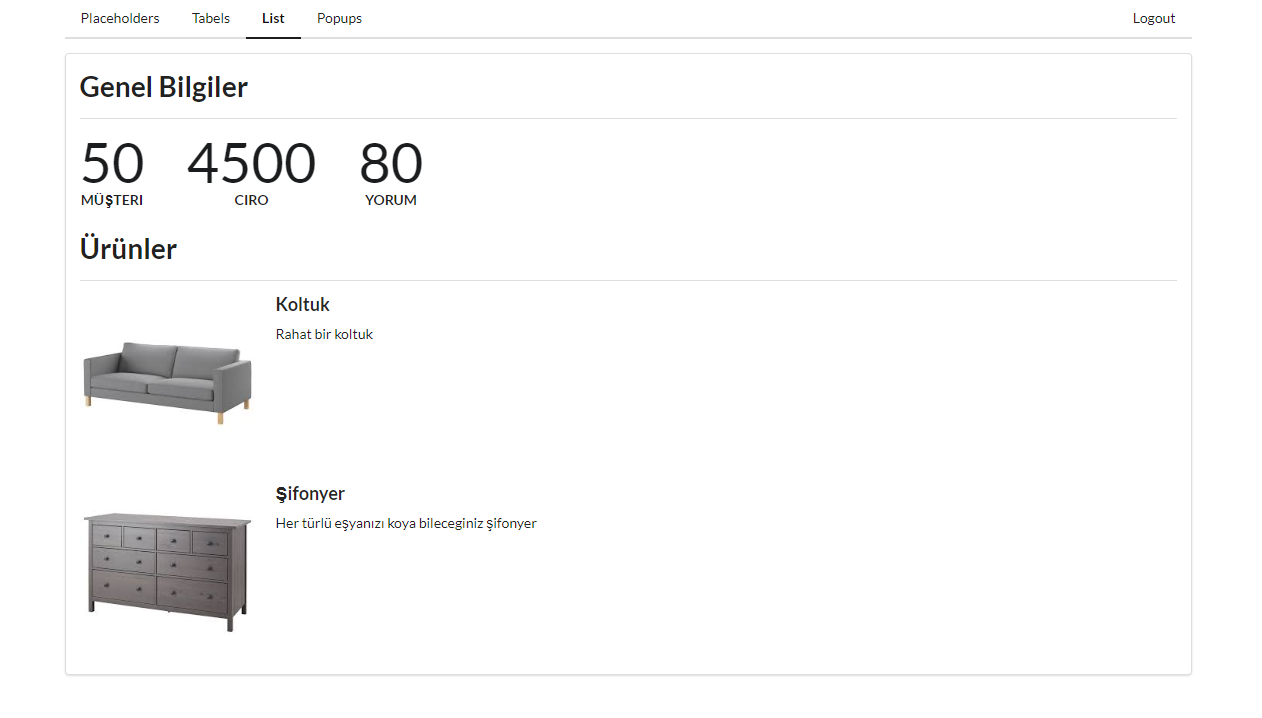 Placeholders Tabels List Popups Logout
Genel Bilgiler
50 4500 80
MÜŞTERI CIRO YORUM
Ürünler
Koltuk
Rahat bir koltuk
Şifonyer
Her türlü eşyanızı koya bileceginiz şifonyer